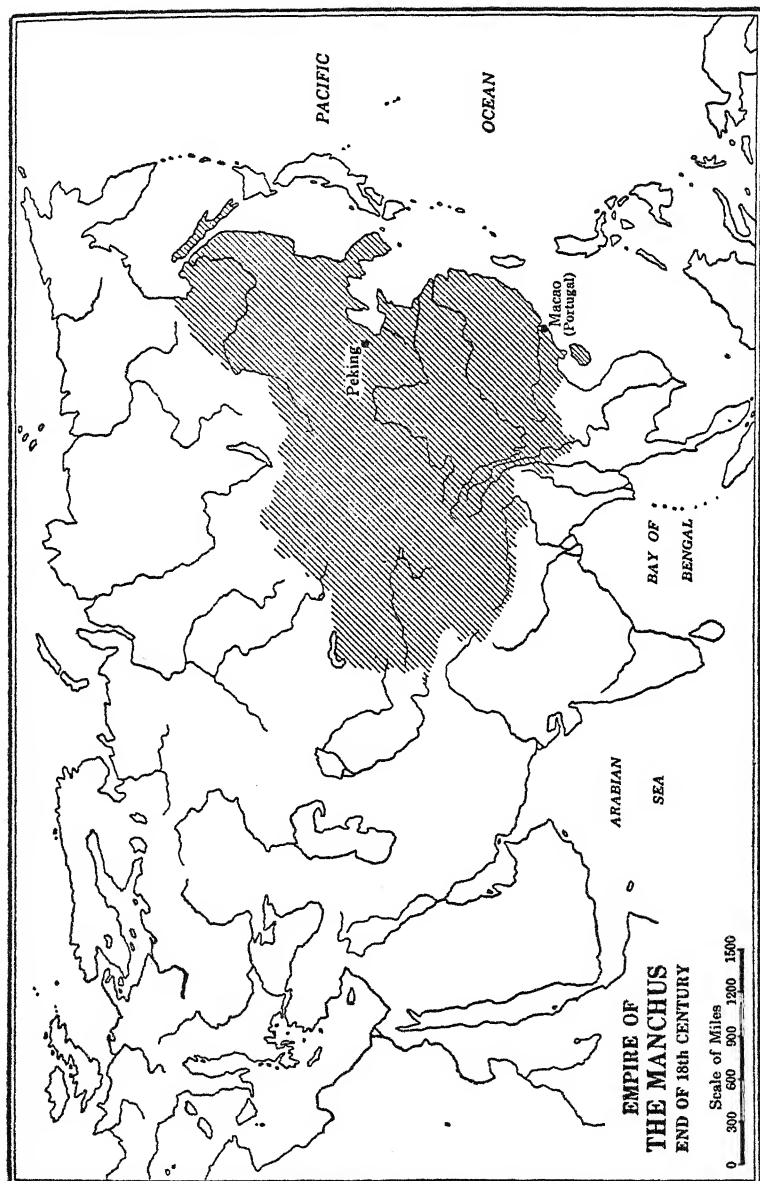 PACIFIC
OCEAN
Peking
Macao
(Portugal)
BAY OF
BENGAL
ARABIAN
SEA
EMPIRE OF
THE MANCHUS
END OF 18th CENTURY
Scale of Miles
0 300 600 900 1200 1500